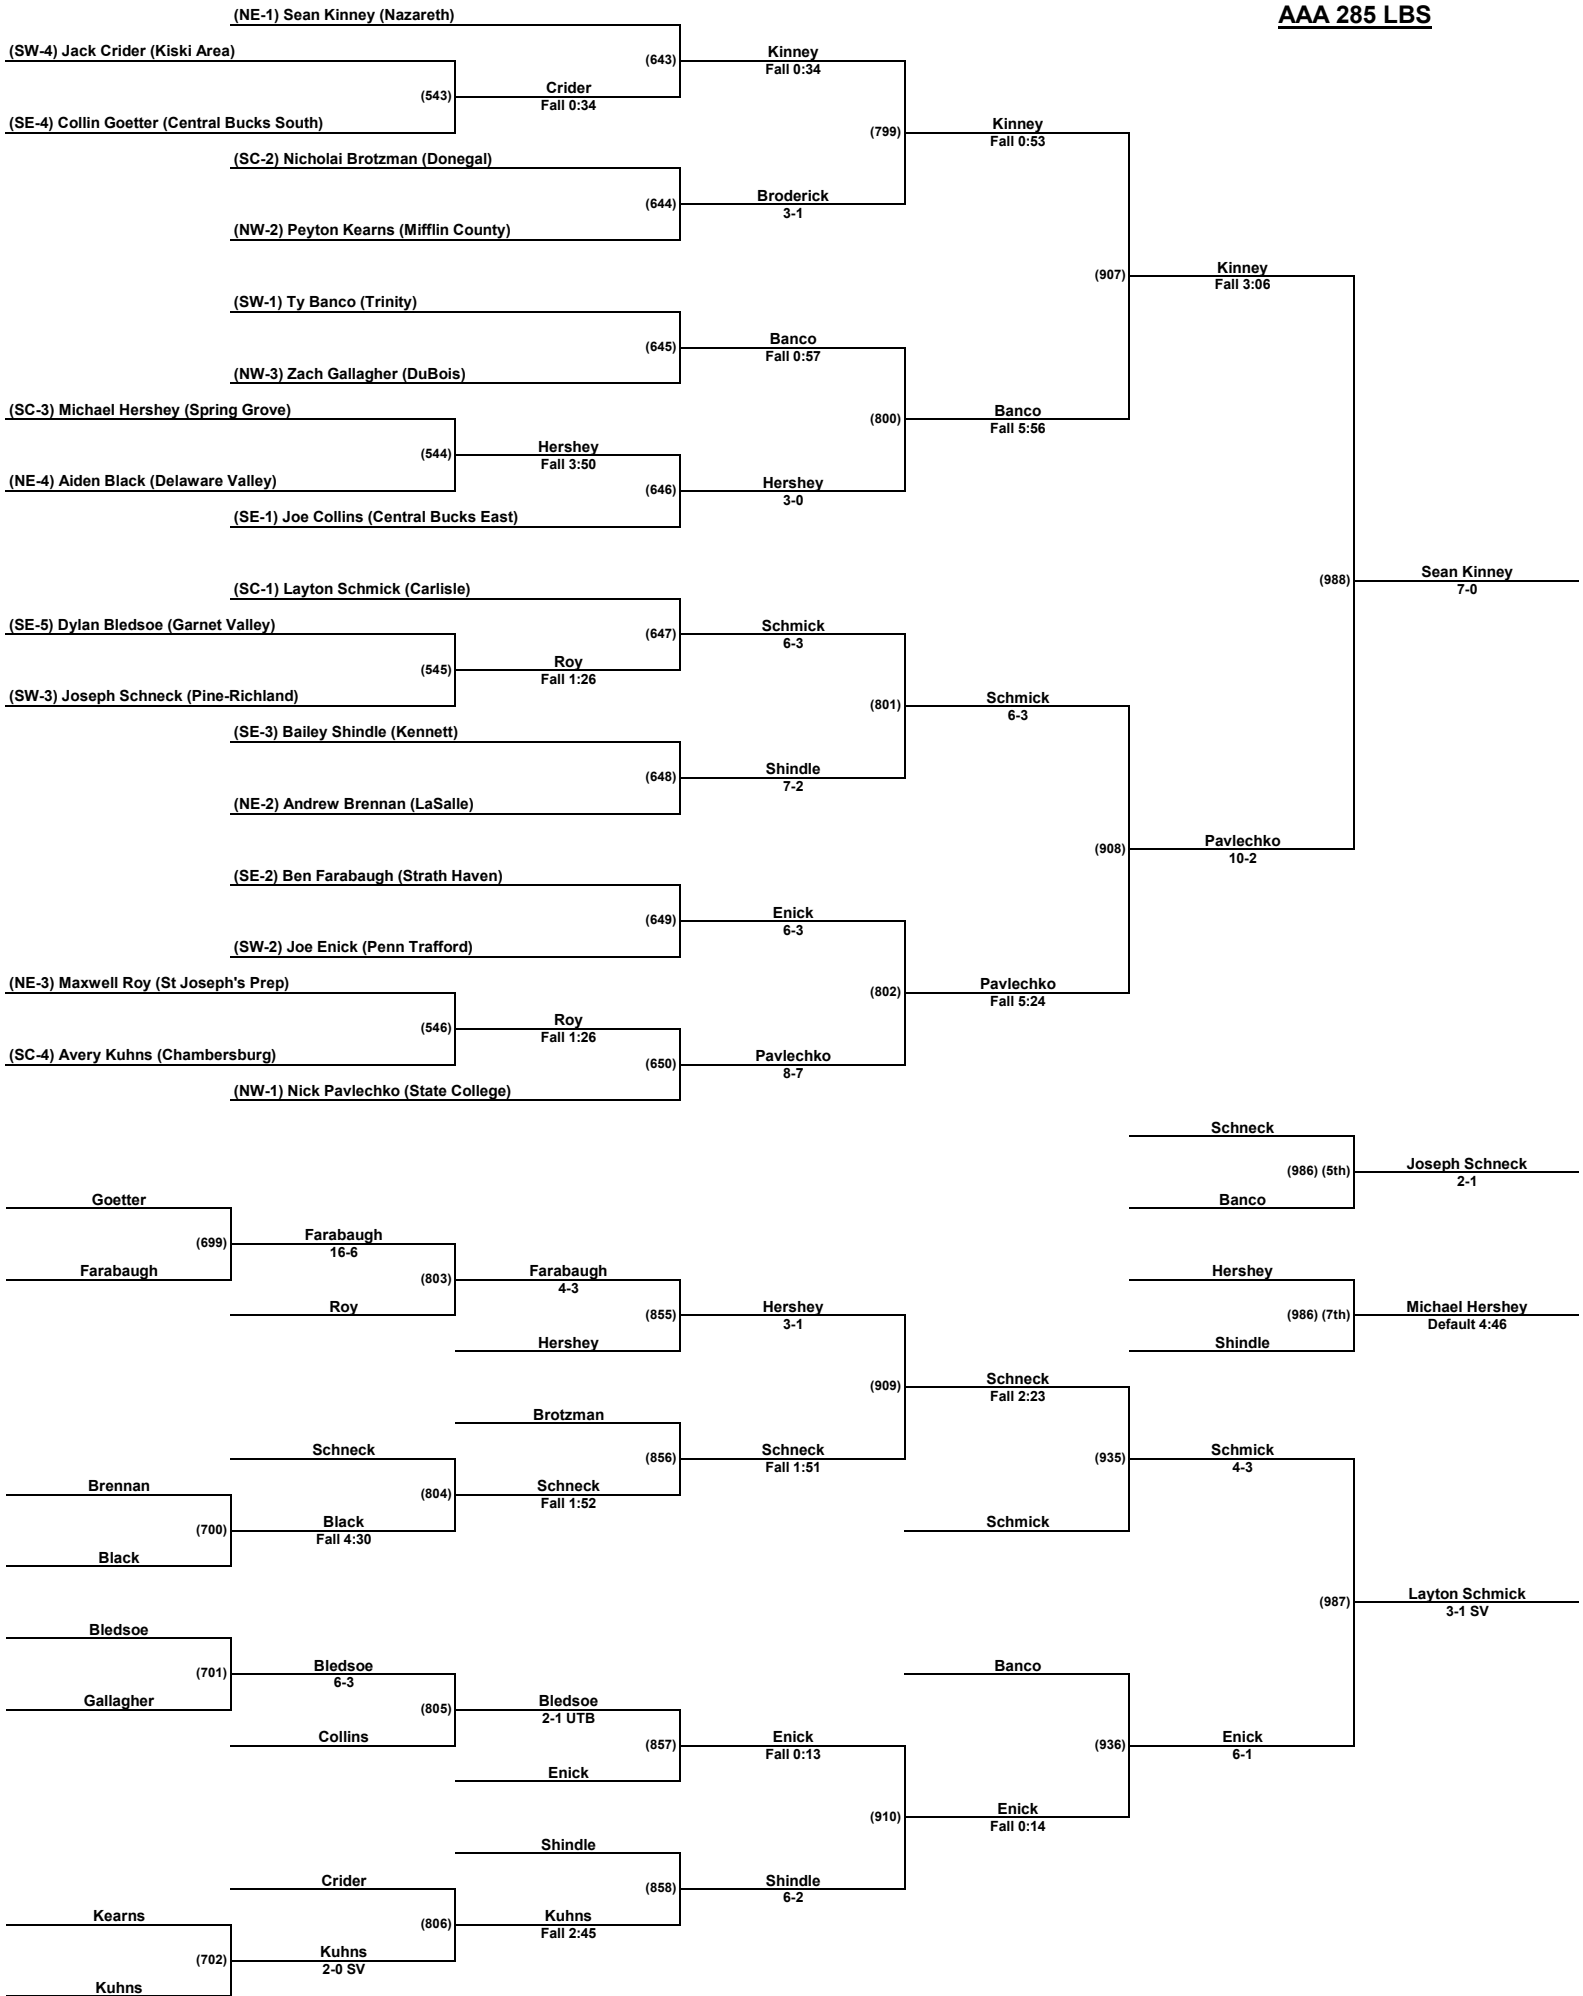 AAA 285 LBS
(NE-1) Sean Kinney (Nazareth)
(SW-4) Jack Crider (Kiski Area)
(643)
Kinney
Fall 0:34
(543)
Crider
Fall 0:34
(SE-4) Collin Goetter (Central Bucks South)
(799)
Kinney
Fall 0:53
(SC-2) Nicholai Brotzman (Donegal)
(644)
Broderick
3-1
(NW-2) Peyton Kearns (Mifflin County)
(907)
Kinney
Fall 3:06
(SW-1) Ty Banco (Trinity)
(645)
Banco
Fall 0:57
(NW-3) Zach Gallagher (DuBois)
(SC-3) Michael Hershey (Spring Grove)
(800)
Banco
Fall 5:56
(544)
Hershey
Fall 3:50
(NE-4) Aiden Black (Delaware Valley)
(646)
Hershey
3-0
(SE-1) Joe Collins (Central Bucks East)
(988)
Sean Kinney
7-0
(SC-1) Layton Schmick (Carlisle)
(SE-5) Dylan Bledsoe (Garnet Valley)
(647)
Schmick
6-3
(545)
Roy
Fall 1:26
(SW-3) Joseph Schneck (Pine-Richland)
(801)
Schmick
6-3
(SE-3) Bailey Shindle (Kennett)
(648)
Shindle
7-2
(NE-2) Andrew Brennan (LaSalle)
(908)
Pavlechko
10-2
(SE-2) Ben Farabaugh (Strath Haven)
(649)
Enick
6-3
(SW-2) Joe Enick (Penn Trafford)
(NE-3) Maxwell Roy (St Joseph's Prep)
(802)
Pavlechko
Fall 5:24
(546)
Roy
Fall 1:26
(SC-4) Avery Kuhns (Chambersburg)
(650)
Pavlechko
8-7
(NW-1) Nick Pavlechko (State College)
Schneck
(986) (5th)
Joseph Schneck
2-1
Banco
Goetter
(699)
Farabaugh
16-6
Farabaugh
(803)
Farabaugh
4-3
Roy
Hershey
(986) (7th)
Michael Hershey
Default 4:46
Shindle
(855)
Hershey
3-1
Hershey
(909)
Schneck
Fall 2:23
Brotzman
Schneck
(856)
Schneck
Fall 1:51
(935)
Schmick
4-3
Brennan
(804)
Schneck
Fall 1:52
(700)
Black
Fall 4:30
Schmick
Black
(987)
Layton Schmick
3-1 SV
Bledsoe
(701)
Bledsoe
6-3
Banco
Gallagher
(805)
Bledsoe
2-1 UTB
Collins
(857)
Enick
Fall 0:13
(936)
Enick
6-1
Enick
(910)
Enick
Fall 0:14
Shindle
Crider
(858)
Shindle
6-2
Kearns
(806)
Kuhns
Fall 2:45
(702)
Kuhns
2-0 SV
Kuhns